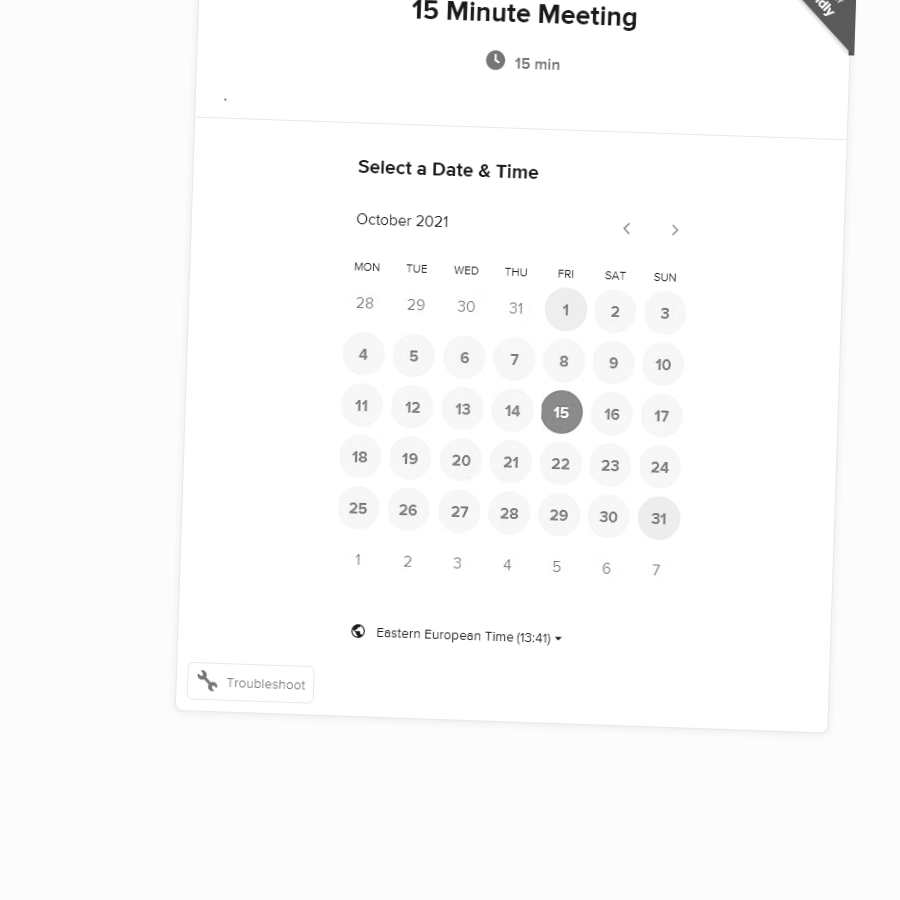 15 Minute Meeting
15 min
.
Select a Date & Time
October 2021
MON TUE WED THU FRI SAT SUN
28 29 30 31 1 2 3
4 5 6 7 8 9 10
11 12 13 14 15 16 17
18 19 20 21 22 23 24
25 26 27 28 29 30 31
1 2 3 4 5 6 7
Eastern European Time (13:41)
Troubleshoot